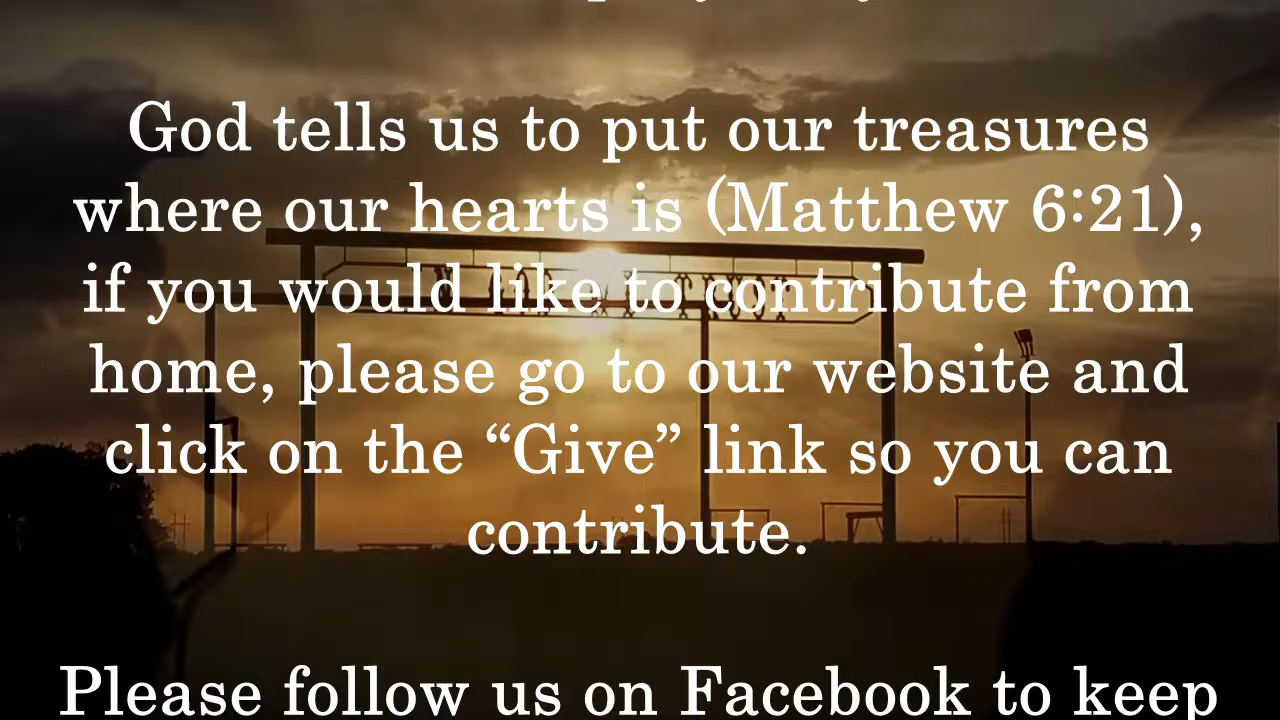 God tells us to put our treasures
where our hearts is (Matthew 6:21),
if you would like to contribute from
home, please go to our website and
click on the “Give” link so you can
contribute.
Please follow us on Facebook to keep